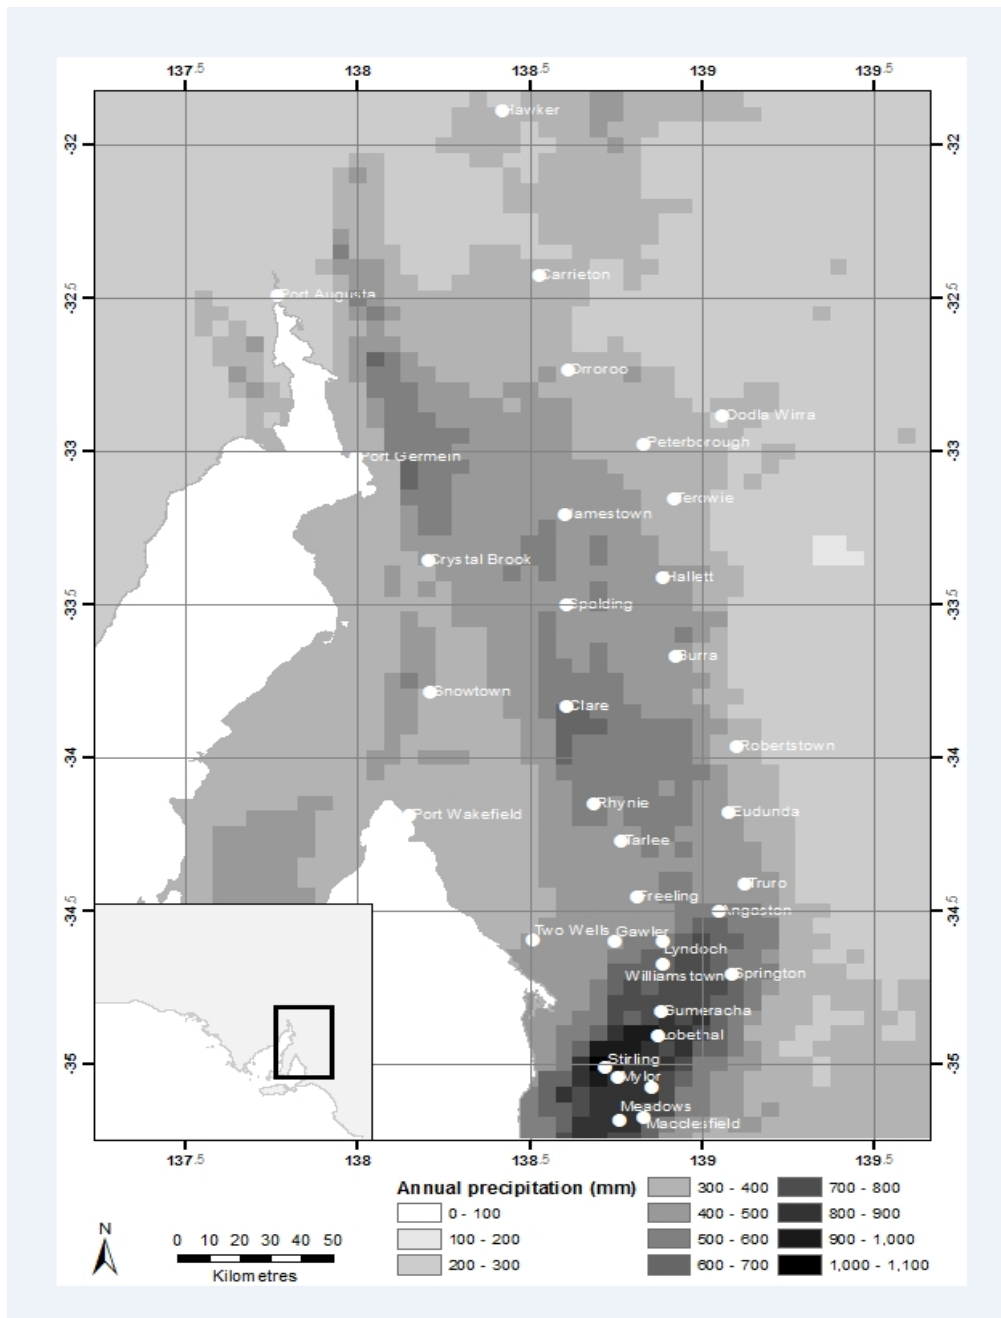 137.5 138 138.5 139 139.5
-32 -32
Hawker
Carrieton
-32.5 Port Augusta -32.5
Orroroo
Dodla Wirra
Peterborough
-33 -33
Port Germein
Terowie
Jamestown
Crystal Brook
Hallett
-33.5 Spalding -33.5
Burra
Snowtown
Clare
Robertstown
-34 -34
Rhynie
Port Wakefield
Eudunda
Tarlee
Truro
Freeling
-34.5 Angaston -34.5
Two Wells Gawler
Lyndoch
Williamstown Springton
Gumeracha
Lobethal
-35 Stirling -35
Mylor
Meadows
Macclesfield
137.5 138 138.5 139 139.5
Annual precipitation (mm)
0 - 100
100 - 200
200 - 300
300 - 400
400 - 500
500 - 600
600 - 700
700 - 800
800 - 900
900 - 1,000
1,000 - 1,100
N
0 10 20 30 40 50
Kilometres